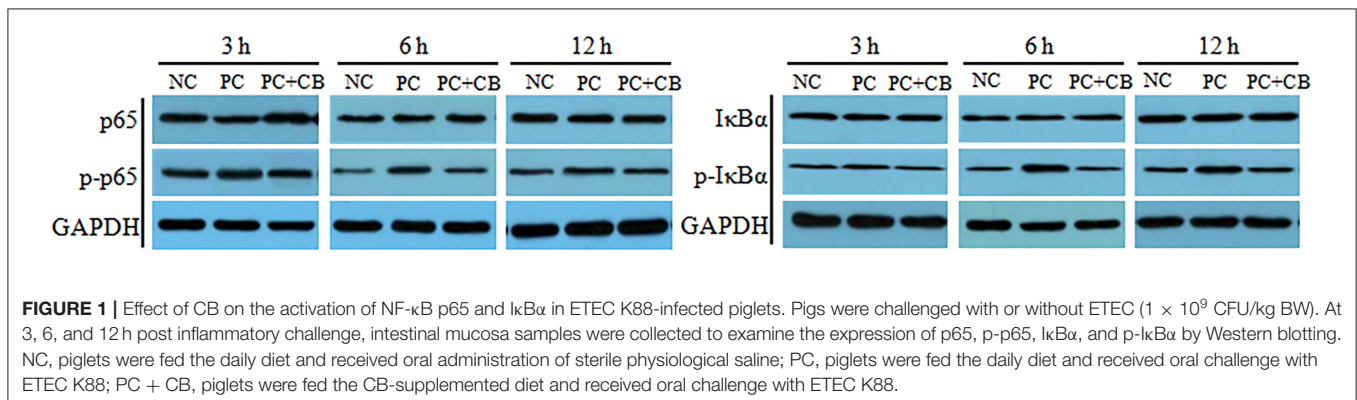 3 h 6 h 12 h 3 h 6 h 12 h
NC PC PC+CB NC PC PC+CB NC PC PC+CB NC PC PC+CB NC PC PC+CB NC PC PC+CB
p65 IκBα
p-p65 p-IκBα
GAPDH GAPDH
FIGURE 1 | Effect of CB on the activation of NF-κB p65 and IκBα in ETEC K88-infected piglets. Pigs were challenged with or without ETEC (1 × 10⁹ CFU/kg BW). At
3, 6, and 12 h post inflammatory challenge, intestinal mucosa samples were collected to examine the expression of p65, p-p65, IκBα, and p-IκBα by Western blotting.
NC, piglets were fed the daily diet and received oral administration of sterile physiological saline; PC, piglets were fed the daily diet and received oral challenge with
ETEC K88; PC + CB, piglets were fed the CB-supplemented diet and received oral challenge with ETEC K88.